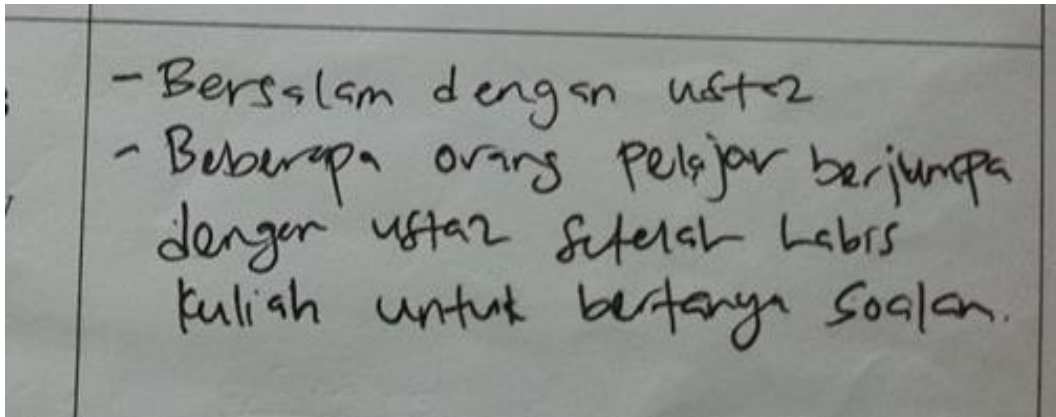 - Bersalam dengan ustaz
- Beberapa orang pelajar berjumpa
dengan ustaz setelah habis
kuliah untuk bertanya soalan.